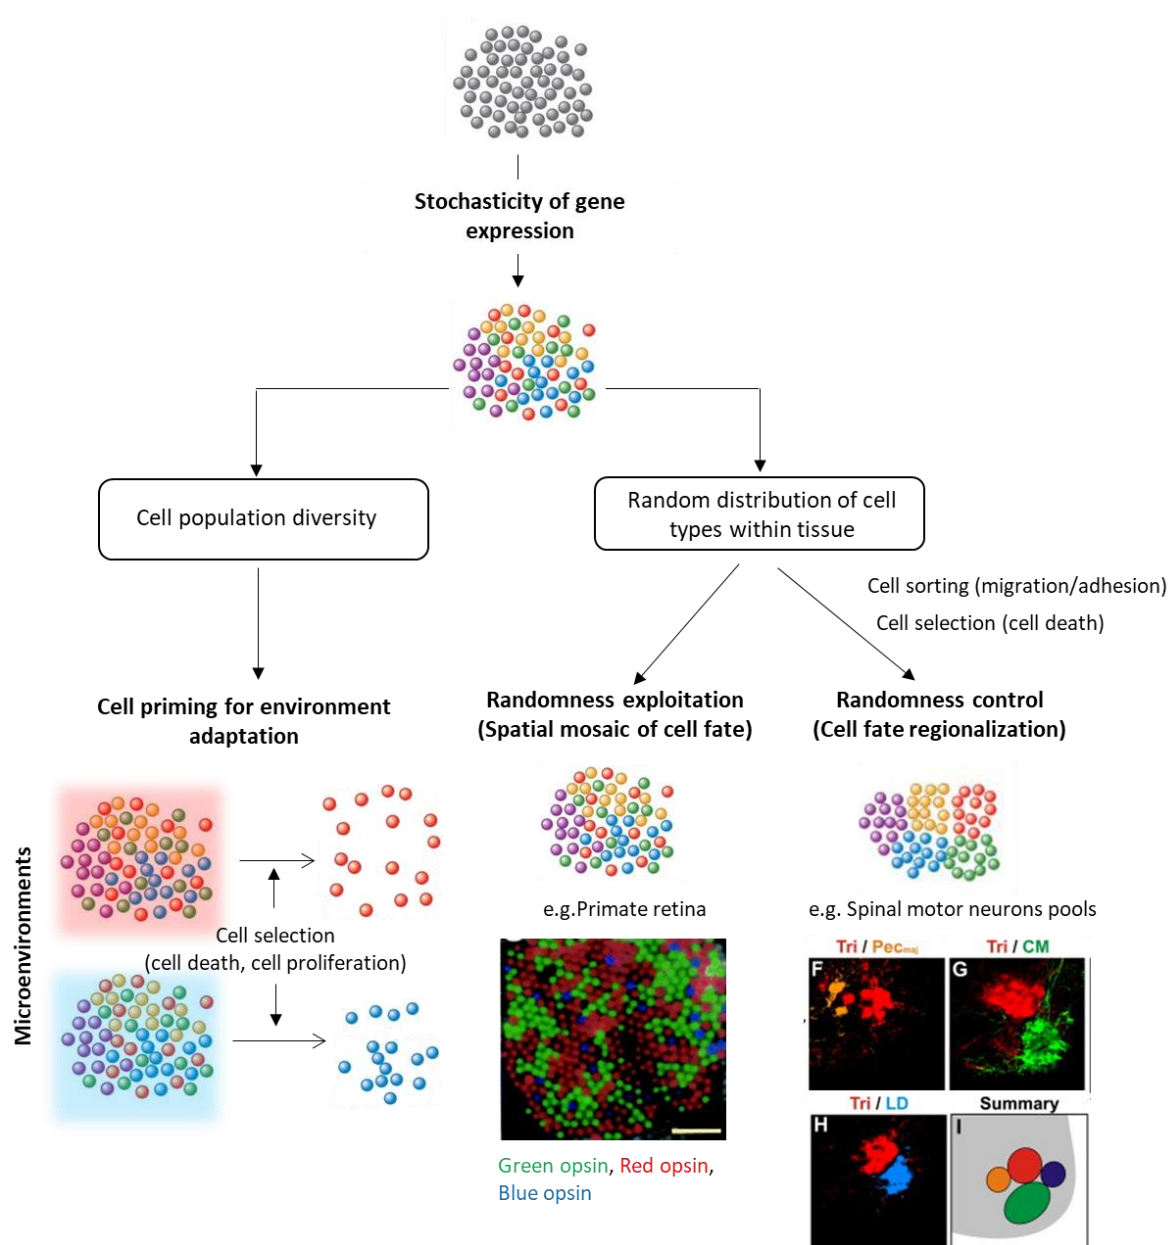 Stochasticity of gene
expression
Cell population diversity
Random distribution of cell
types within tissue
Cell sorting (migration/adhesion)
Cell selection (cell death)
Cell priming for environment
adaptation
Randomness exploitation
(Spatial mosaic of cell fate)
Randomness control
(Cell fate regionalization)
Microenvironments
Cell selection
(cell death, cell proliferation)
e.g.Primate retina
Green opsin, Red opsin,
Blue opsin
e.g. Spinal motor neurons pools
Tri / Pecmaj
Tri / CM
F
G
Tri / LD
Summary
H
I